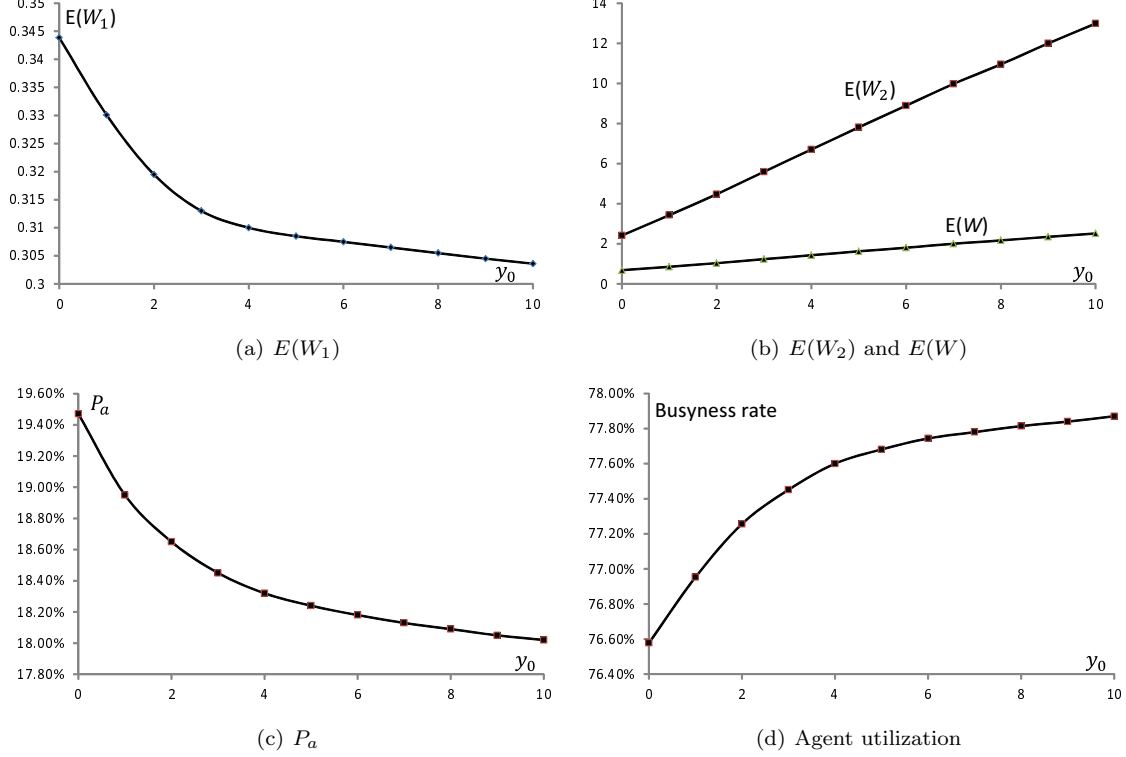 0.35
E(W₁)
0.345
0.34
0.335
0.33
0.325
0.32
0.315
0.31
0.305
0.3
y₀
0 2 4 6 8 10
(a) E(W₁)
14
12
10
8
6
4
2
0
E(W₂)
E(W)
y₀
0 2 4 6 8 10
(b) E(W₂) and E(W)
19.60%
Pₐ
19.40%
19.20%
19.00%
18.80%
18.60%
18.40%
18.20%
18.00%
17.80%
y₀
0 2 4 6 8 10
(c) Pₐ
78.00%
Busyness rate
77.80%
77.60%
77.40%
77.20%
77.00%
76.80%
76.60%
76.40%
y₀
0 2 4 6 8 10
(d) Agent utilization